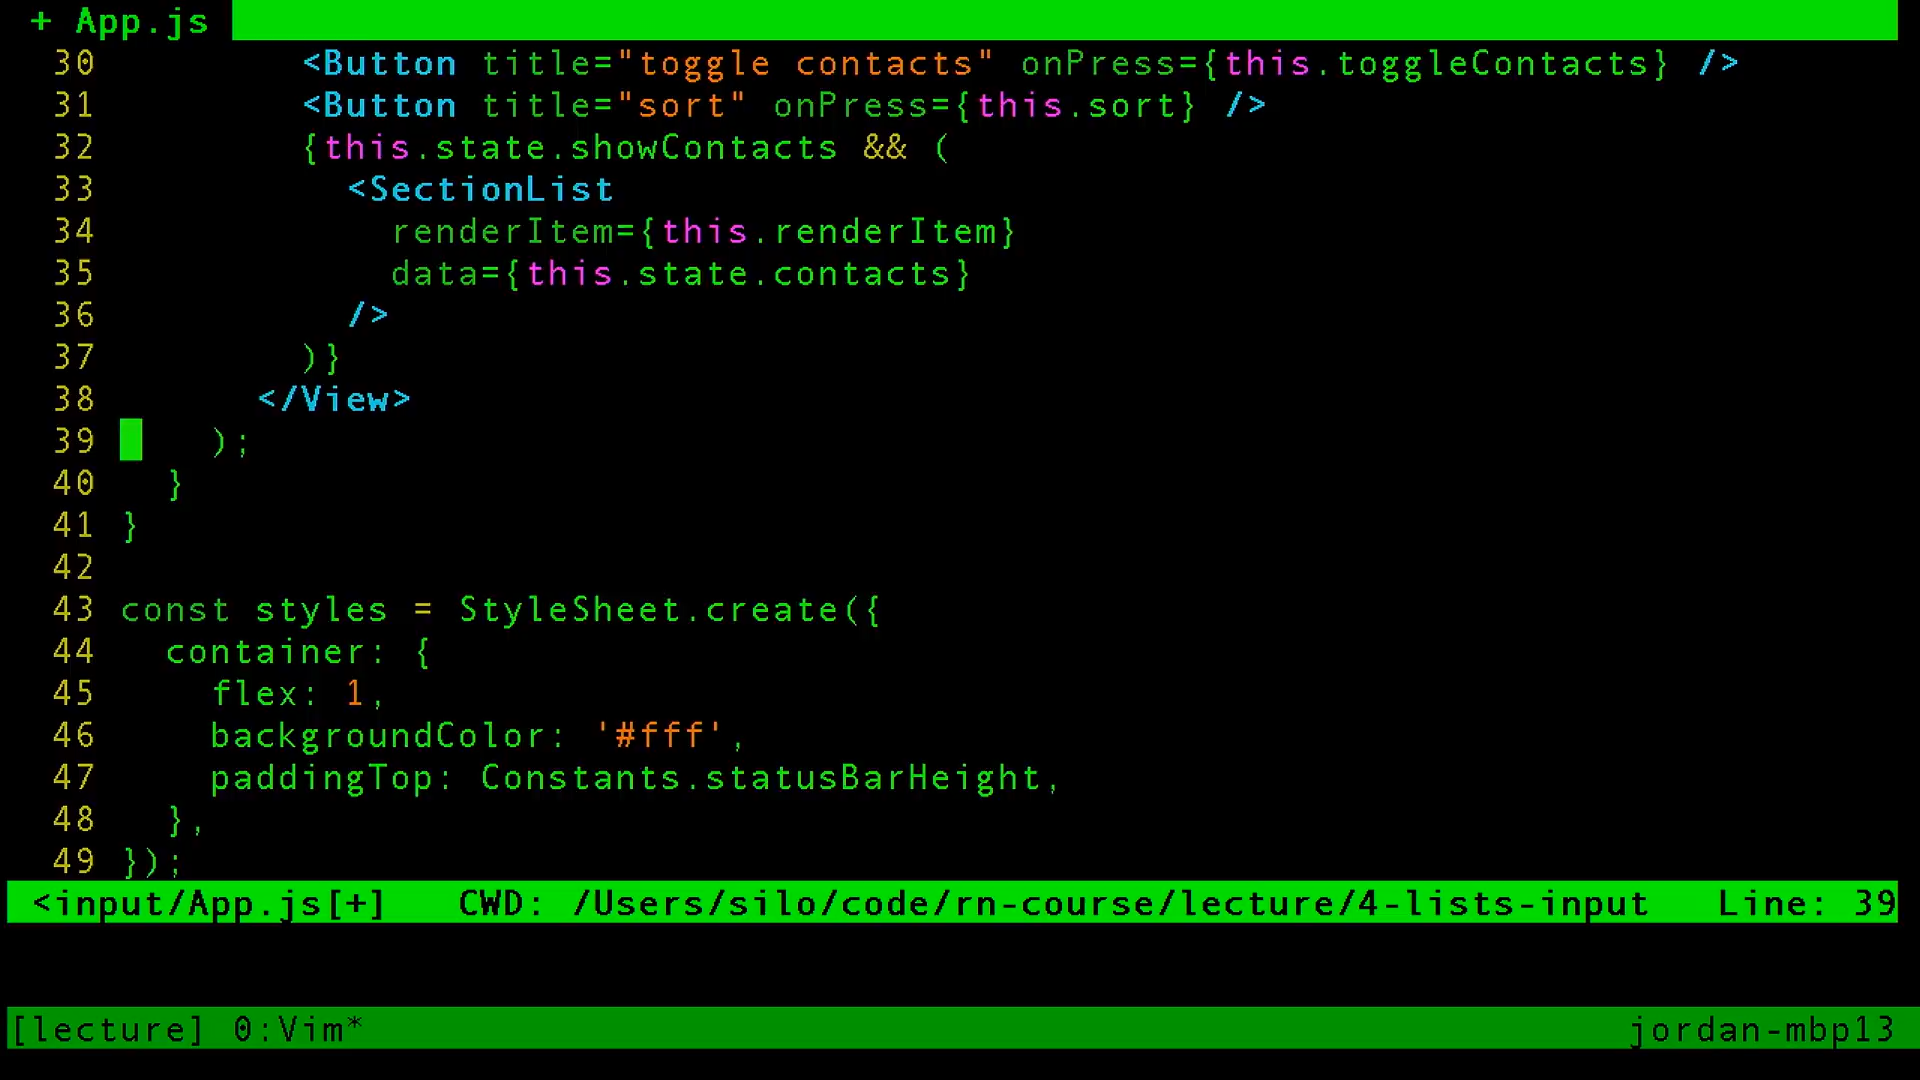 + App.js
30 <Button title="toggle contacts" onPress={this.toggleContacts} />
31 <Button title="sort" onPress={this.sort} />
32 {this.state.showContacts && (
33 <SectionList
34 renderItem={this.renderItem}
35 data={this.state.contacts}
36 />
37 )}
38 </View>
39 );
40 }
41 }
42
43 const styles = StyleSheet.create({
44 container: {
45 flex: 1,
46 backgroundColor: '#fff',
47 paddingTop: Constants.statusBarHeight,
48 },
49 });
<input/App.js[+] CWD: /Users/silo/code/rn-course/lecture/4-lists-input Line: 39
[lecture] 0:Vim* jordan-mbp13